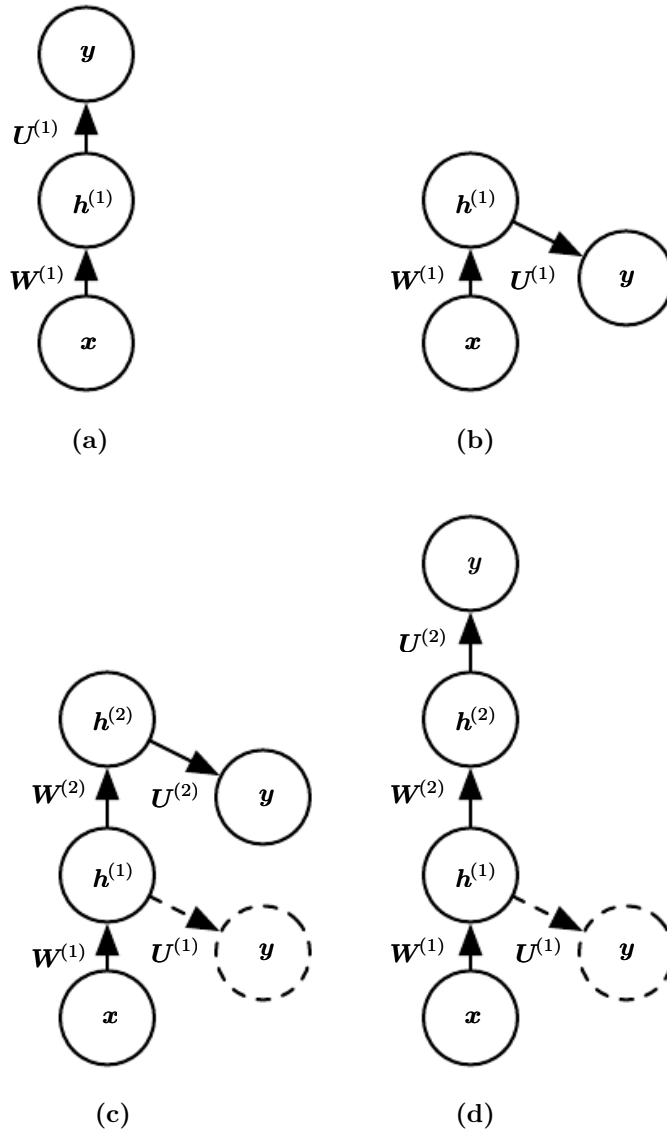 y
U^(1)
h^(1)
W^(1)
x
(a)
h^(1)
W^(1) U^(1) y
x
(b)
h^(2)
W^(2) U^(2) y
h^(1)
W^(1) U^(1) y
x
(c)
y
U^(2)
h^(2)
W^(2)
h^(1)
W^(1) U^(1) y
x
(d)